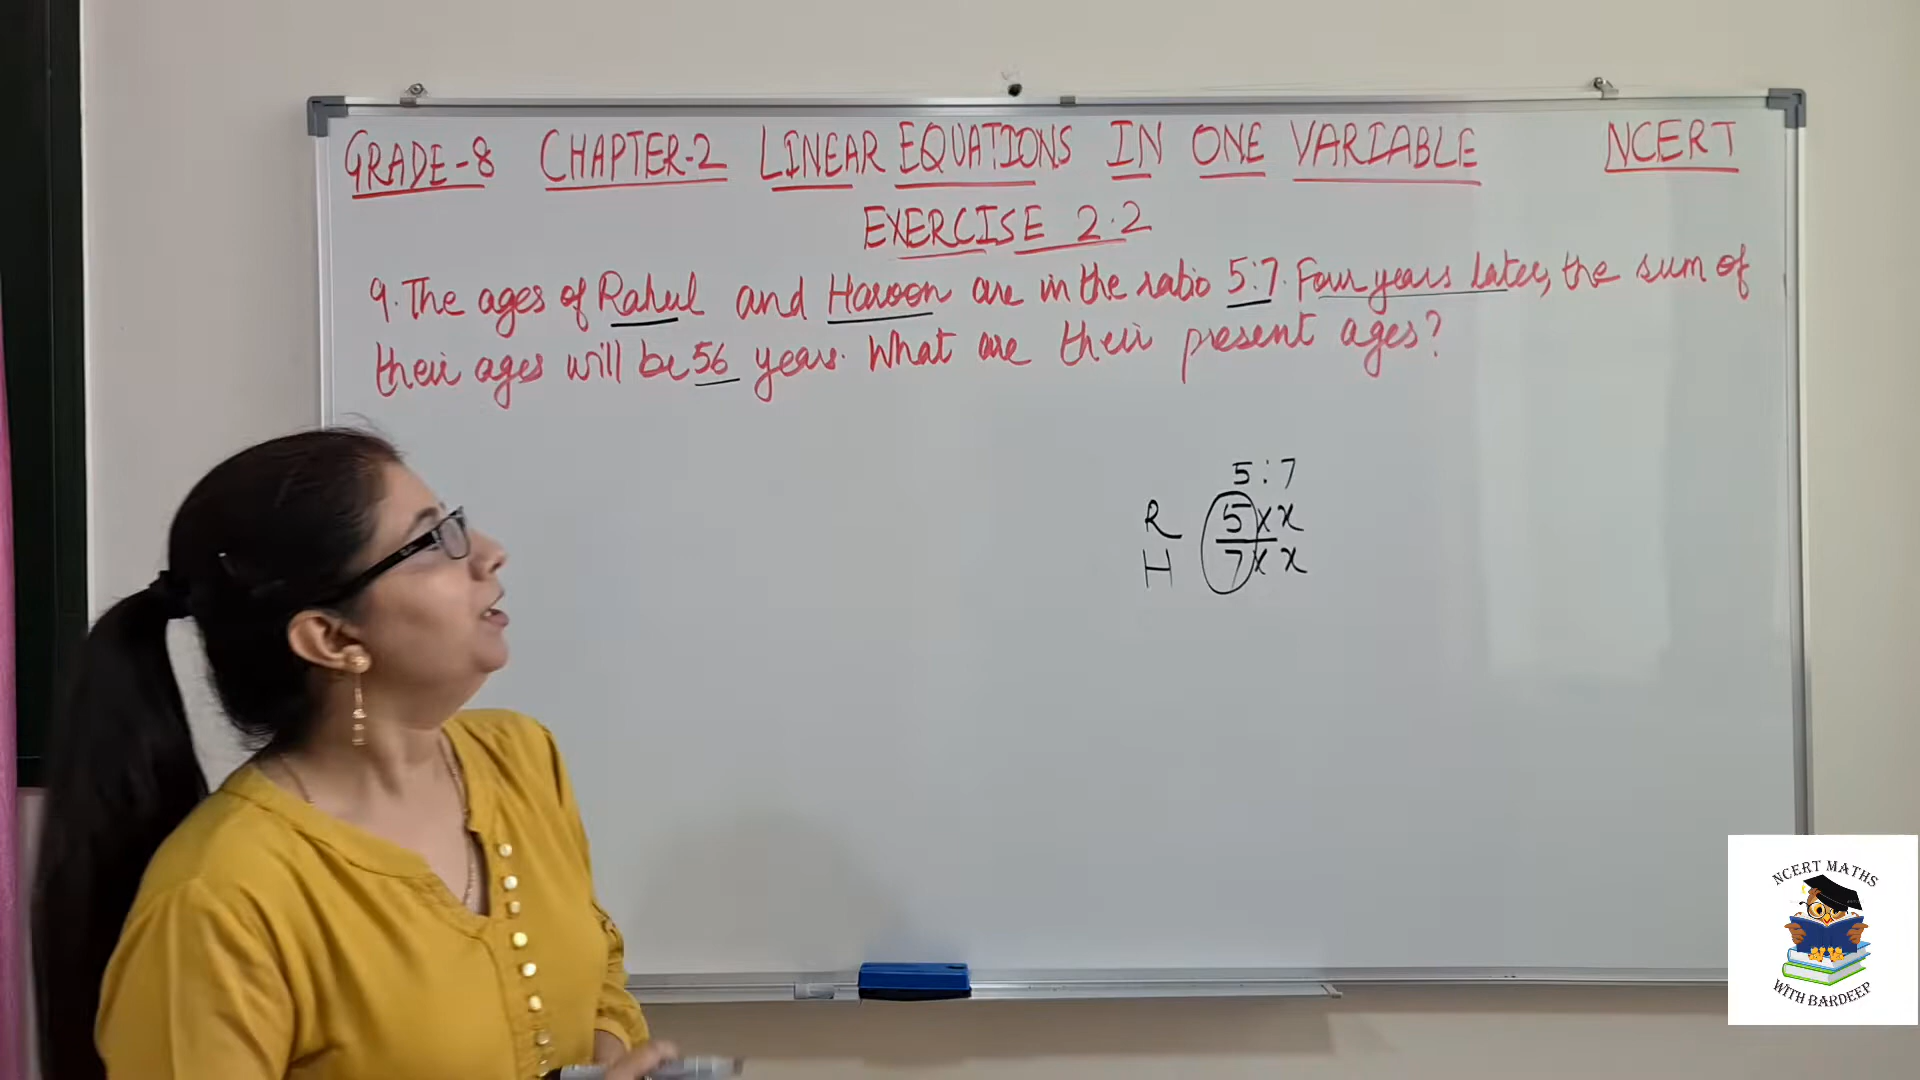 GRADE-8 CHAPTER-2 LINEAR EQUATIONS IN ONE VARIABLE NCERT
EXERCISE 2.2
9. The ages of Rahul and Haroon are in the ratio 5:7. Four years later, the sum of
their ages will be 56 years. What are their present ages?
5:7
R 5×x
H 7×x
NCERT MATHS
WITH BARDEEP